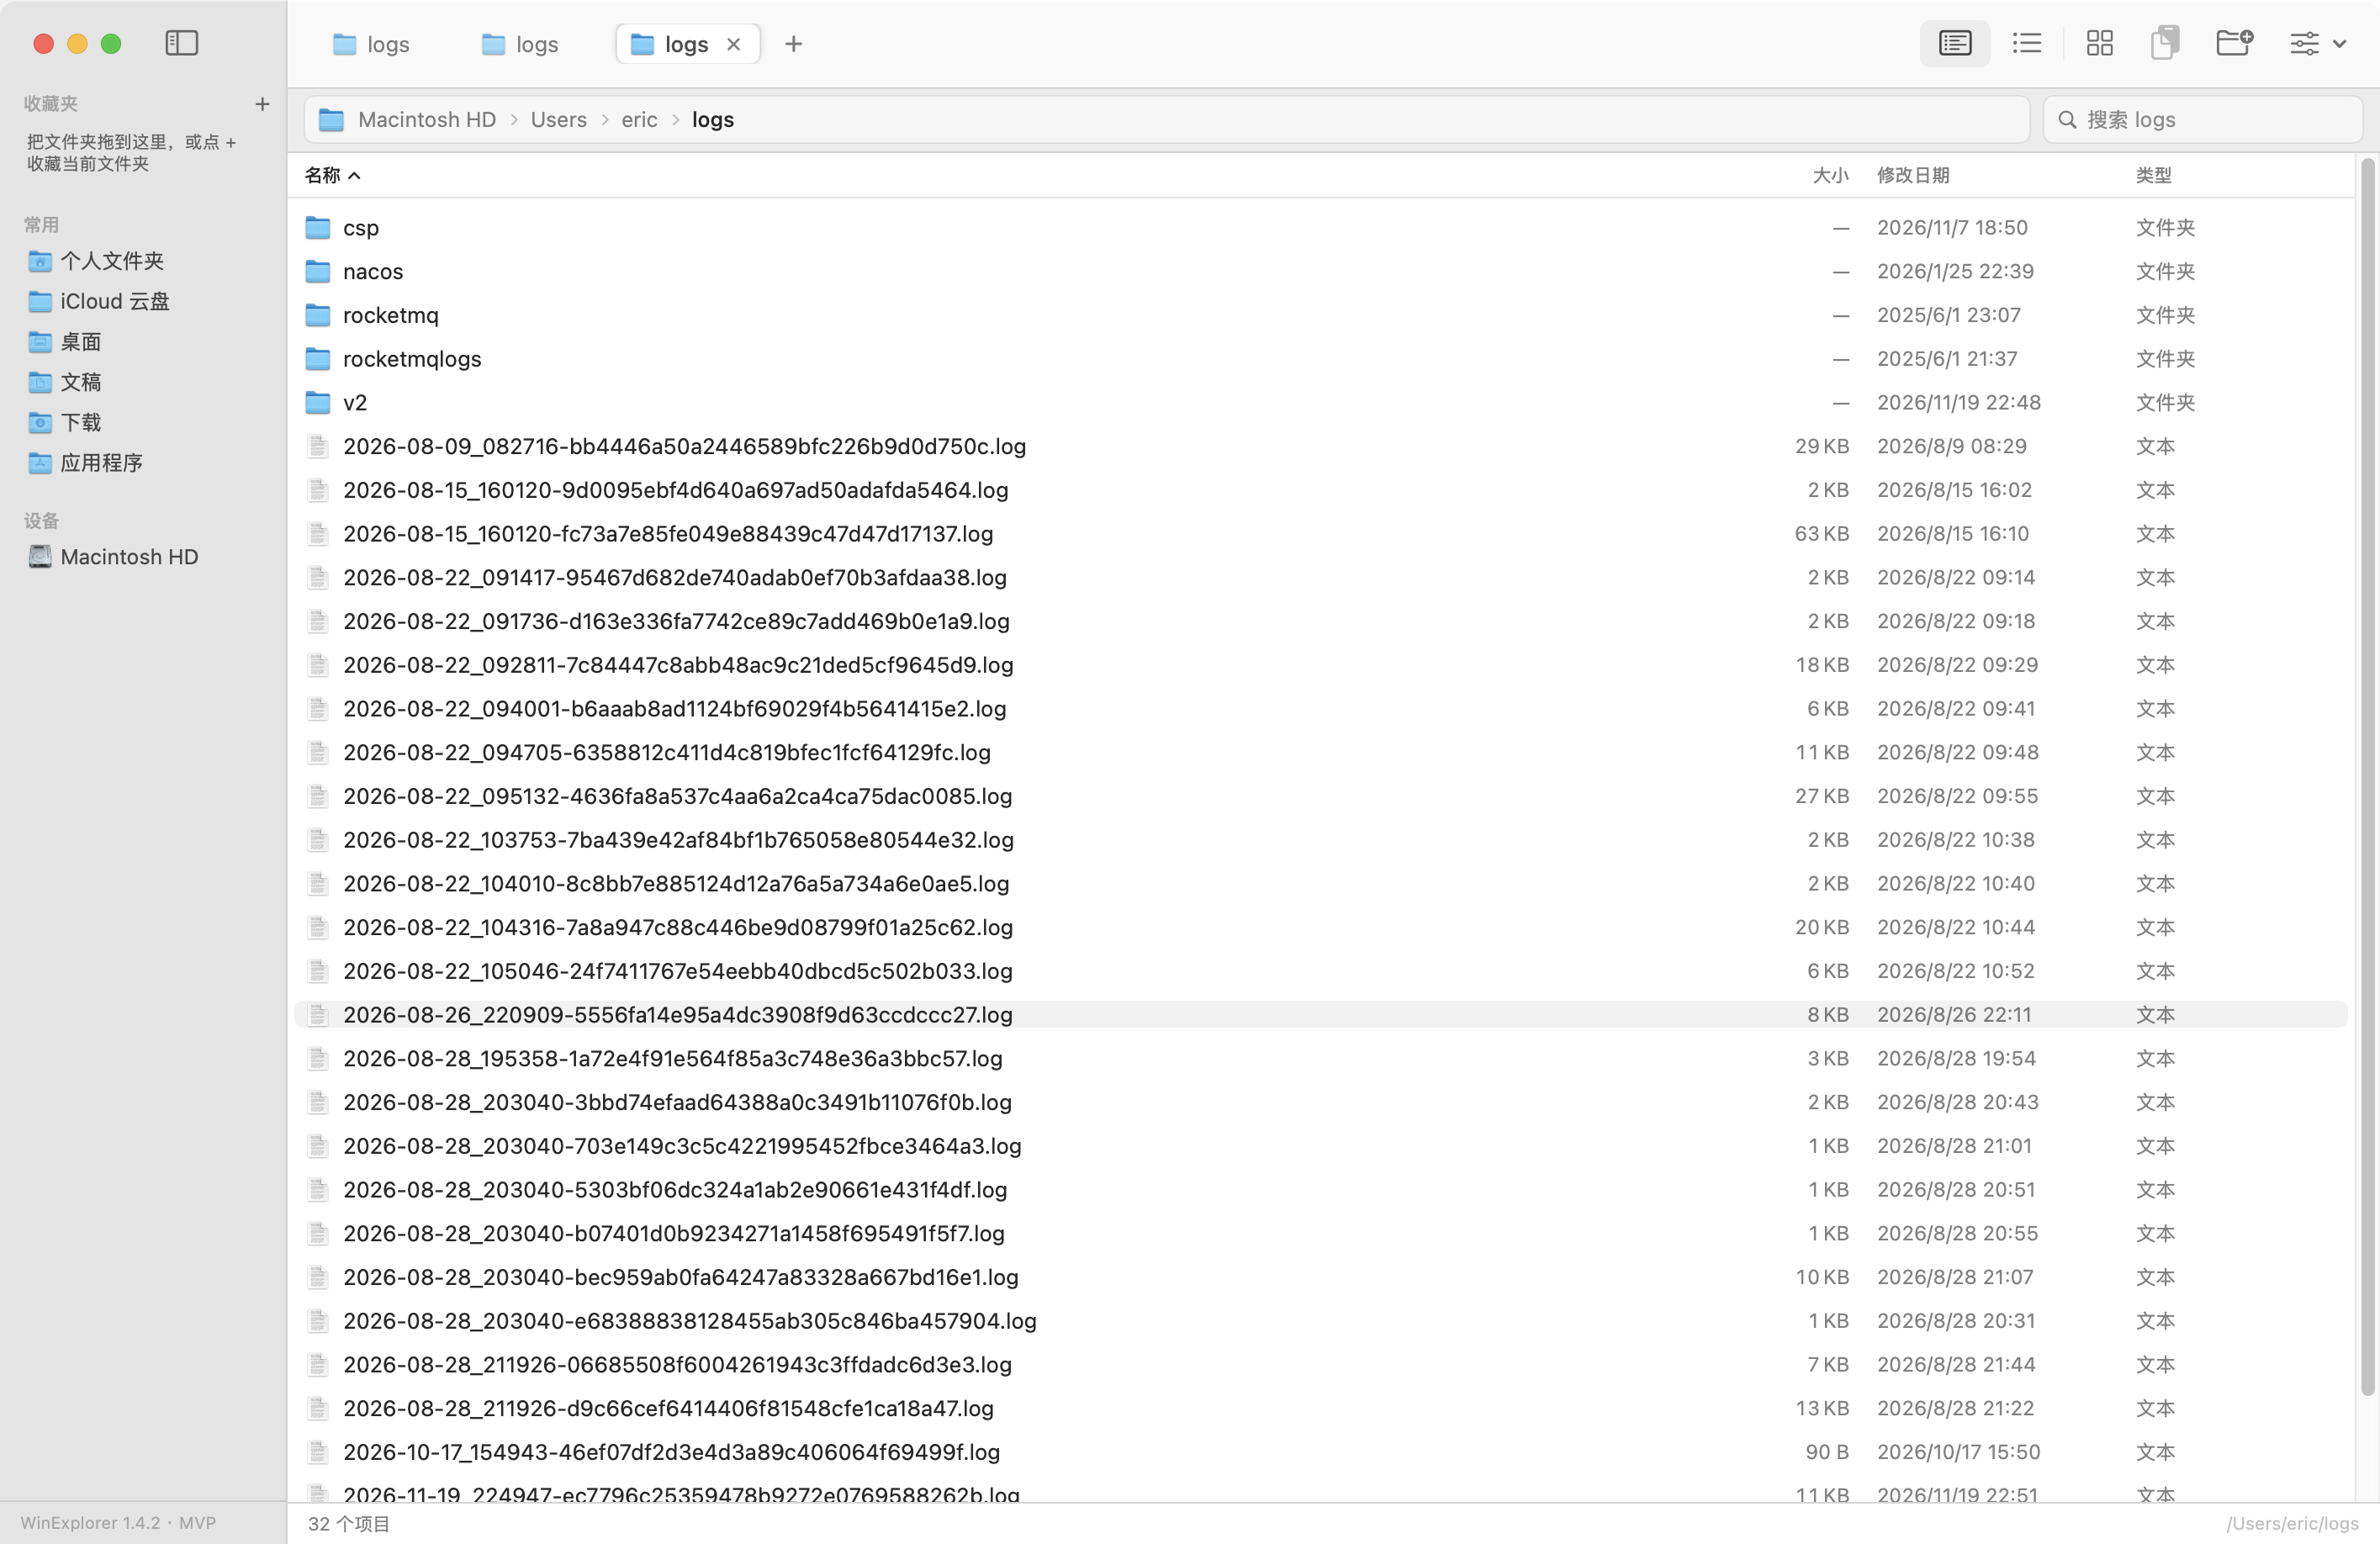 logs
logs
logs
收藏夹
把文件夹拖到这里，或点 +
收藏当前文件夹
常用
个人文件夹
iCloud 云盘
桌面
文稿
下载
应用程序
设备
Macintosh HD
WinExplorer 1.4.2 · MVP
Macintosh HD › Users › eric › logs
搜索 logs
名称 大小 修改日期 类型
csp — 2026/11/7 18:50 文件夹
nacos — 2026/1/25 22:39 文件夹
rocketmq — 2025/6/1 23:07 文件夹
rocketmqlogs — 2025/6/1 21:37 文件夹
v2 — 2026/11/19 22:48 文件夹
2026-08-09_082716-bb4446a50a2446589bfc226b9d0d750c.log 29 KB 2026/8/9 08:29 文本
2026-08-15_160120-9d0095ebf4d640a697ad50adafda5464.log 2 KB 2026/8/15 16:02 文本
2026-08-15_160120-fc73a7e85fe049e88439c47d47d17137.log 63 KB 2026/8/15 16:10 文本
2026-08-22_091417-95467d682de740adab0ef70b3afdaa38.log 2 KB 2026/8/22 09:14 文本
2026-08-22_091736-d163e336fa7742ce89c7add469b0e1a9.log 2 KB 2026/8/22 09:18 文本
2026-08-22_092811-7c84447c8abb48ac9c21ded5cf9645d9.log 18 KB 2026/8/22 09:29 文本
2026-08-22_094001-b6aaab8ad1124bf69029f4b5641415e2.log 6 KB 2026/8/22 09:41 文本
2026-08-22_094705-6358812c411d4c819bfec1fcf64129fc.log 11 KB 2026/8/22 09:48 文本
2026-08-22_095132-4636fa8a537c4aa6a2ca4ca75dac0085.log 27 KB 2026/8/22 09:55 文本
2026-08-22_103753-7ba439e42af84bf1b765058e80544e32.log 2 KB 2026/8/22 10:38 文本
2026-08-22_104010-8c8bb7e885124d12a76a5a734a6e0ae5.log 2 KB 2026/8/22 10:40 文本
2026-08-22_104316-7a8a947c88c446be9d08799f01a25c62.log 20 KB 2026/8/22 10:44 文本
2026-08-22_105046-24f7411767e54eebb40dbcd5c502b033.log 6 KB 2026/8/22 10:52 文本
2026-08-26_220909-5556fa14e95a4dc3908f9d63ccdccc27.log 8 KB 2026/8/26 22:11 文本
2026-08-28_195358-1a72e4f91e564f85a3c748e36a3bbc57.log 3 KB 2026/8/28 19:54 文本
2026-08-28_203040-3bbd74efaad64388a0c3491b11076f0b.log 2 KB 2026/8/28 20:43 文本
2026-08-28_203040-703e149c3c5c4221995452fbce3464a3.log 1 KB 2026/8/28 21:01 文本
2026-08-28_203040-5303bf06dc324a1ab2e90661e431f4df.log 1 KB 2026/8/28 20:51 文本
2026-08-28_203040-b07401d0b9234271a1458f695491f5f7.log 1 KB 2026/8/28 20:55 文本
2026-08-28_203040-bec959ab0fa64247a83328a667bd16e1.log 10 KB 2026/8/28 21:07 文本
2026-08-28_203040-e68388838128455ab305c846ba457904.log 1 KB 2026/8/28 20:31 文本
2026-08-28_211926-06685508f6004261943c3ffdadc6d3e3.log 7 KB 2026/8/28 21:44 文本
2026-08-28_211926-d9c66cef6414406f81548cfe1ca18a47.log 13 KB 2026/8/28 21:22 文本
2026-10-17_154943-46ef07df2d3e4d3a89c406064f69499f.log 90 B 2026/10/17 15:50 文本
2026-11-19_224947-ec7796c25359478b9272e0769588262b.log 11 KB 2026/11/19 22:51 文本
32 个项目
/Users/eric/logs